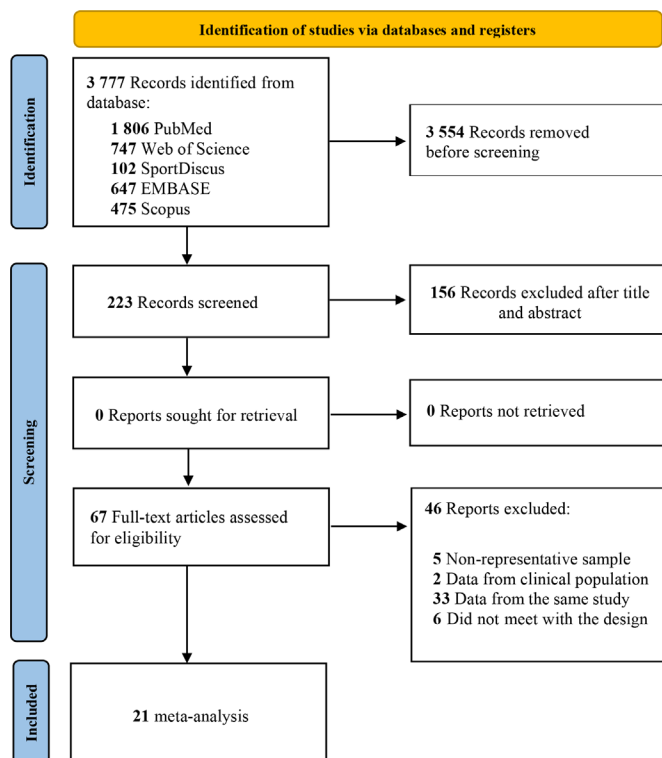 Identification of studies via databases and registers
Identification
3 777 Records identified from
database:
1 806 PubMed
747 Web of Science
102 SportDiscus
647 EMBASE
475 Scopus
3 554 Records removed
before screening
Screening
223 Records screened
156 Records excluded after title
and abstract
0 Reports sought for retrieval
0 Reports not retrieved
67 Full-text articles assessed
for eligibility
46 Reports excluded:
5 Non-representative sample
2 Data from clinical population
33 Data from the same study
6 Did not meet with the design
Included
21 meta-analysis